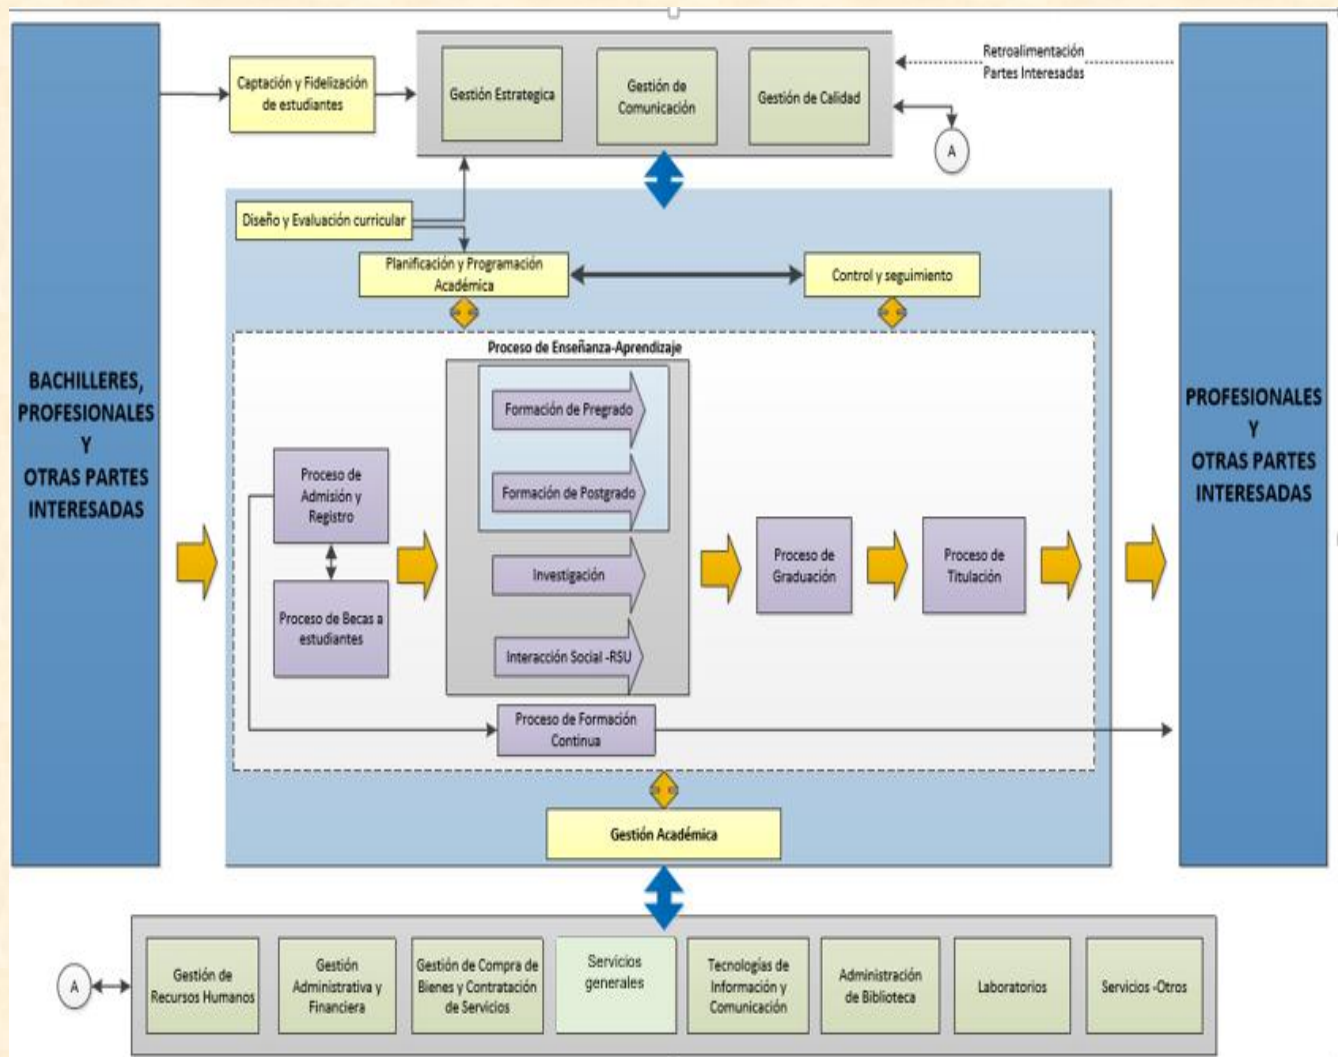 Retroalimentación
Partes Interesadas
Captación y Fidelización
de estudiantes
Gestión Estrategica
Gestión de
Comunicación
Gestión de Calidad
A
Diseño y Evaluación curricular
Planificación y Programación
Académica
Control y seguimiento
BACHILLERES,
PROFESIONALES
Y
OTRAS PARTES
INTERESADAS
Proceso de Enseñanza-Aprendizaje
Formación de Pregrado
Formación de Postgrado
Investigación
Interacción Social -RSU
Proceso de
Admisión y
Registro
Proceso de Becas a
estudiantes
Proceso de
Graduación
Proceso de
Titulación
Proceso de Formación
Continua
PROFESIONALES
Y
OTRAS PARTES
INTERESADAS
Gestión Académica
A
Gestión de
Recursos Humanos
Gestión
Administrativa y
Financiera
Gestión de Compra de
Bienes y Contratación
de Servicios
Servicios
generales
Tecnologías de
Información y
Comunicación
Administración
de Biblioteca
Laboratorios
Servicios -Otros